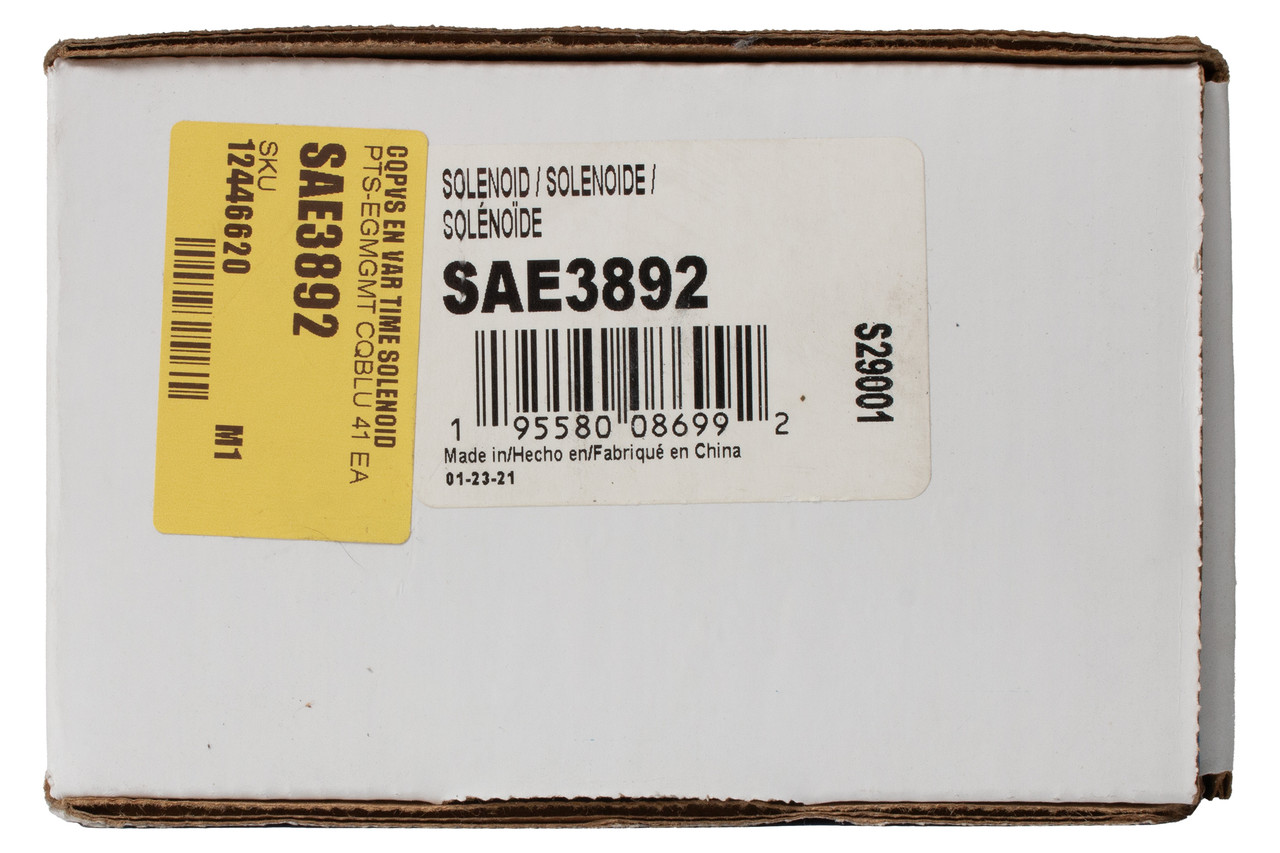 CQPVS EN VAR TIME SOLENOID
PTS-EGMGMT CQBLU 41 EA
SAE3892
SKU
12446620
M1
SOLENOID / SOLENOIDE /
SOLÉNOÏDE
SAE3892
1 95580 08699 2
Made in/Hecho en/Fabriqué en China
01-23-21
S29001